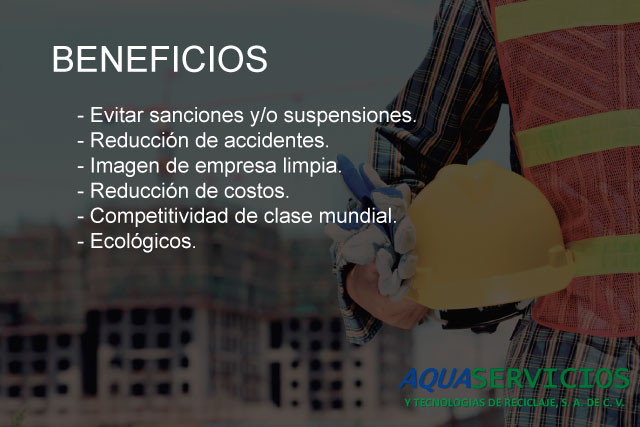 BENEFICIOS
- Evitar sanciones y/o suspensiones.
- Reducción de accidentes.
- Imagen de empresa limpia.
- Reducción de costos.
- Competitividad de clase mundial.
- Ecológicos.
AQUASERVICIOS
Y TECNOLOGÍAS DE RECICLAJE, S. A. DE C. V.